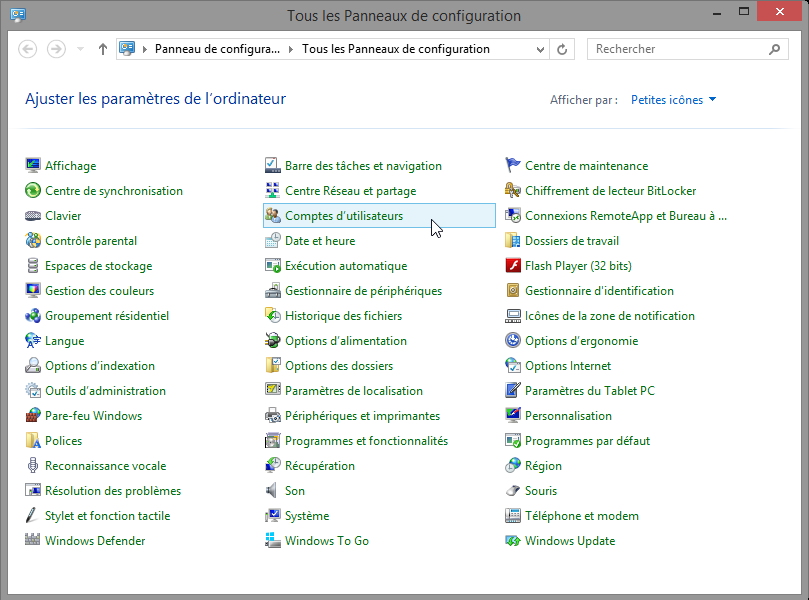 Tous les Panneaux de configuration
Panneau de configura... Tous les Panneaux de configuration Rechercher
Ajuster les paramètres de l'ordinateur Afficher par : Petites icônes
Affichage Barre des tâches et navigation Centre de maintenance
Centre de synchronisation Centre Réseau et partage Chiffrement de lecteur BitLocker
Clavier Comptes d'utilisateurs Connexions RemoteApp et Bureau à ...
Contrôle parental Date et heure Dossiers de travail
Espaces de stockage Exécution automatique Flash Player (32 bits)
Gestion des couleurs Gestionnaire de périphériques Gestionnaire d'identification
Groupement résidentiel Historique des fichiers Icônes de la zone de notification
Langue Options d'alimentation Options d'ergonomie
Options d'indexation Options des dossiers Options Internet
Outils d'administration Paramètres de localisation Paramètres du Tablet PC
Pare-feu Windows Périphériques et imprimantes Personnalisation
Polices Programmes et fonctionnalités Programmes par défaut
Reconnaissance vocale Récupération Région
Résolution des problèmes Son Souris
Stylet et fonction tactile Système Téléphone et modem
Windows Defender Windows To Go Windows Update